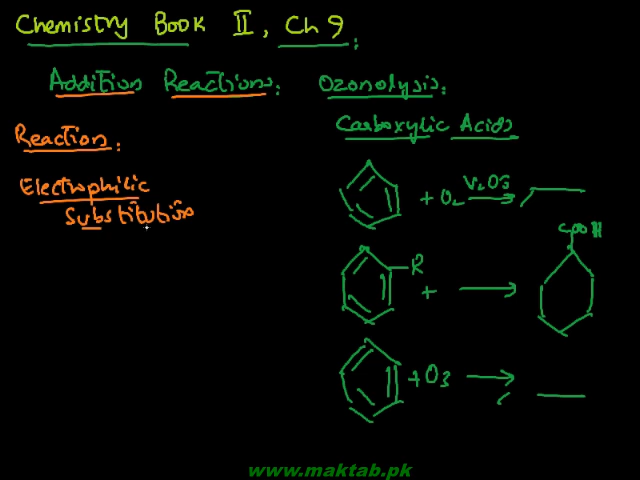 Chemistry Book II, Ch 9:
Addition Reactions: Ozonolysis:
Carboxylic Acids
Reaction:
Electrophilic
Substitution
+ O₂ V₂O₅
COOH
R
+
+ O₃
www.maktab.pk